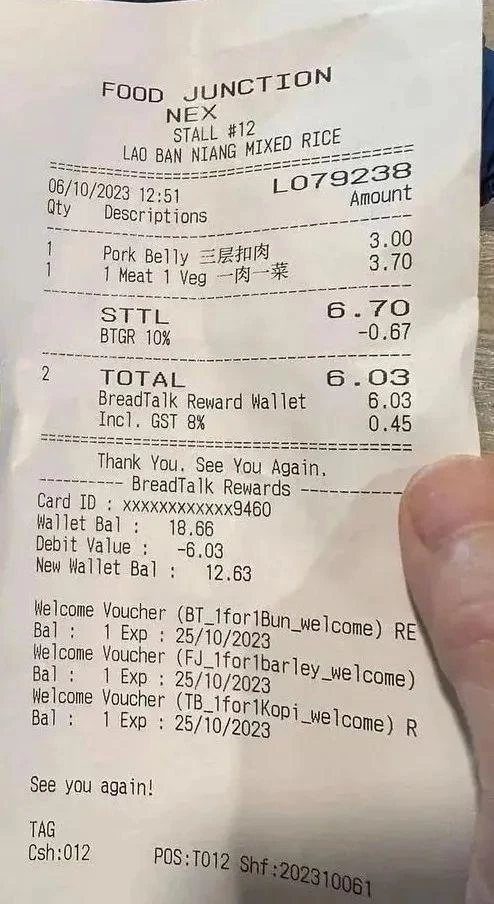 FOOD JUNCTION
NEX
STALL #12
LAO BAN NIANG MIXED RICE
06/10/2023 12:51 L079238
Qty Descriptions Amount
1 Pork Belly 三层扣肉 3.00
1 1 Meat 1 Veg 一肉一菜 3.70
STTL 6.70
BTGR 10% -0.67
2 TOTAL 6.03
BreadTalk Reward Wallet 6.03
Incl. GST 8% 0.45
Thank You. See You Again.
---------- BreadTalk Rewards -----------
Card ID : xxxxxxxxxxxx9460
Wallet Bal : 18.66
Debit Value : -6.03
New Wallet Bal : 12.63
Welcome Voucher (BT_1for1Bun_welcome) RE
Bal : 1 Exp : 25/10/2023
Welcome Voucher (FJ_1for1barley_welcome)
Bal : 1 Exp : 25/10/2023
Welcome Voucher (TB_1for1Kopi_welcome) R
Bal : 1 Exp : 25/10/2023
See you again!
TAG
Csh:012 POS:T012 Shf:202310061